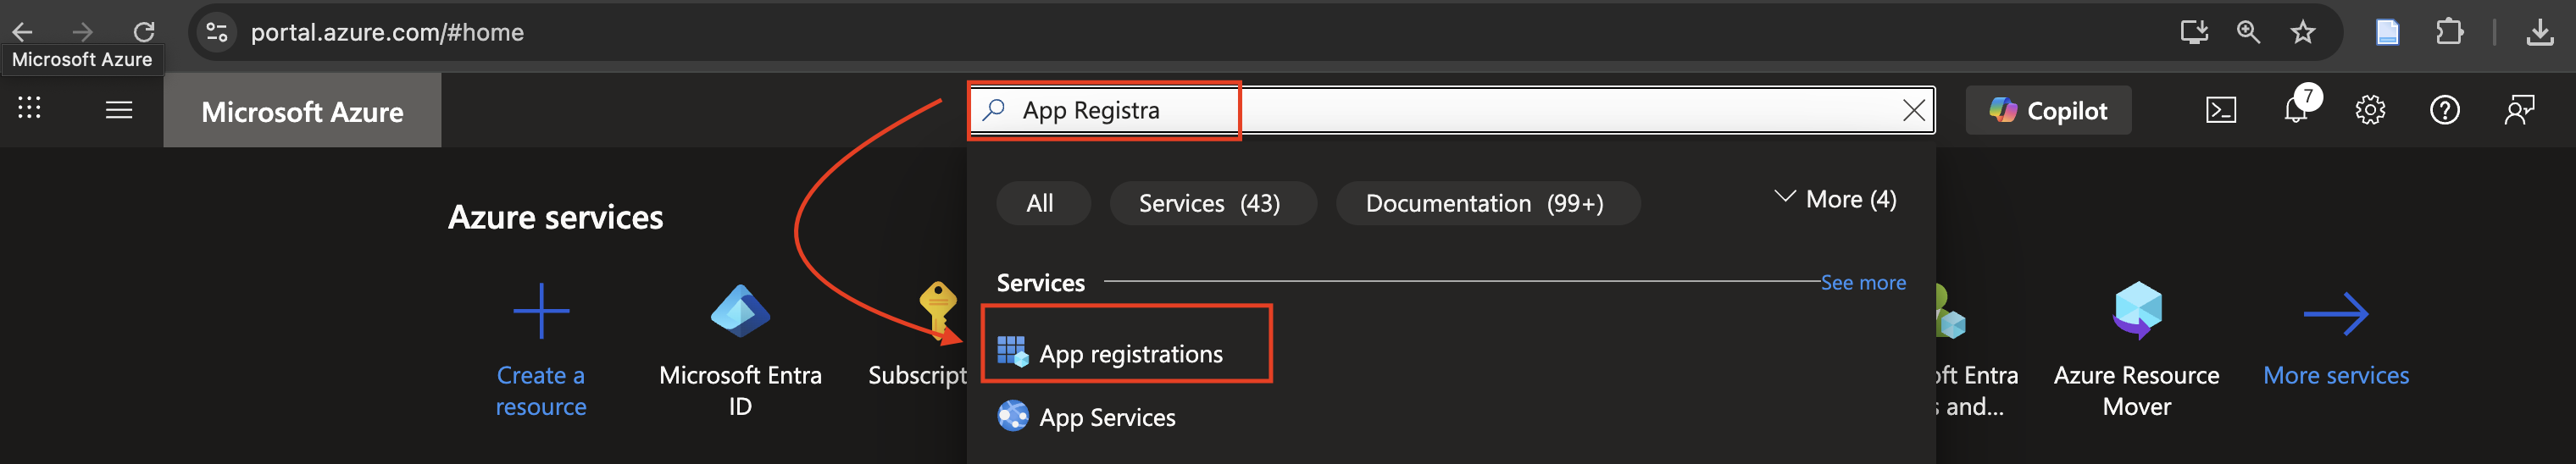 portal.azure.com/#home
Microsoft Azure
Microsoft Azure
App Registra
Copilot
7
All
Services (43)
Documentation (99+)
More (4)
Azure services
Services
See more
App registrations
App Services
Create a
resource
Microsoft Entra
ID
Subscript
ft Entra
s and...
Azure Resource
Mover
More services